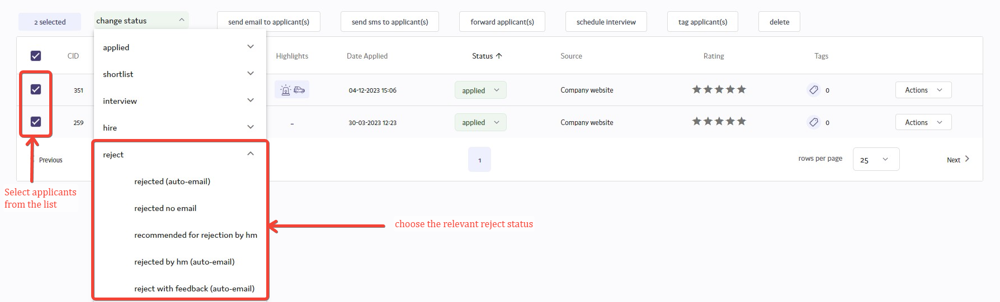 2 selected
change status
send email to applicant(s)
send sms to applicant(s)
forward applicant(s)
schedule interview
tag applicant(s)
delete
CID
Highlights
Date Applied
Status
Source
Rating
Tags
applied
shortlist
interview
hire
reject
rejected (auto-email)
rejected no email
recommended for rejection by hm
rejected by hm (auto-email)
reject with feedback (auto-email)
351
04-12-2023 15:06
applied
Company website
0
Actions
259
-
30-03-2023 12:23
applied
Company website
0
Actions
Previous
1
rows per page
25
Next
Select applicants
from the list
choose the relevant reject status